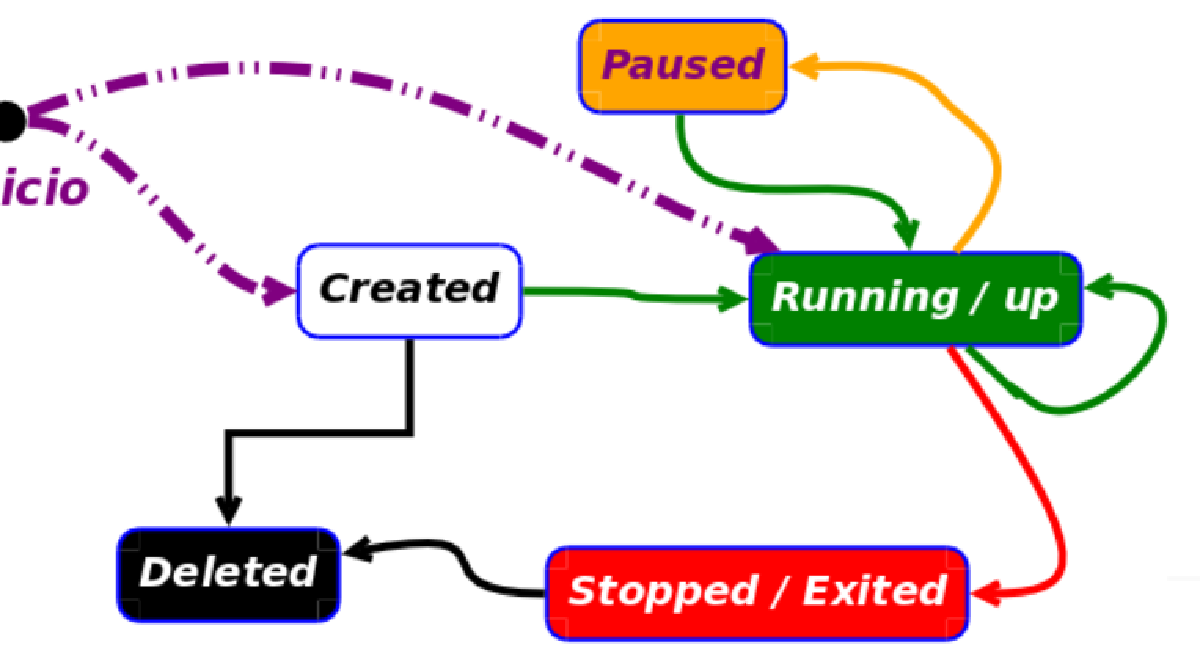 Paused
icio
Created
Running / up
Deleted
Stopped / Exited